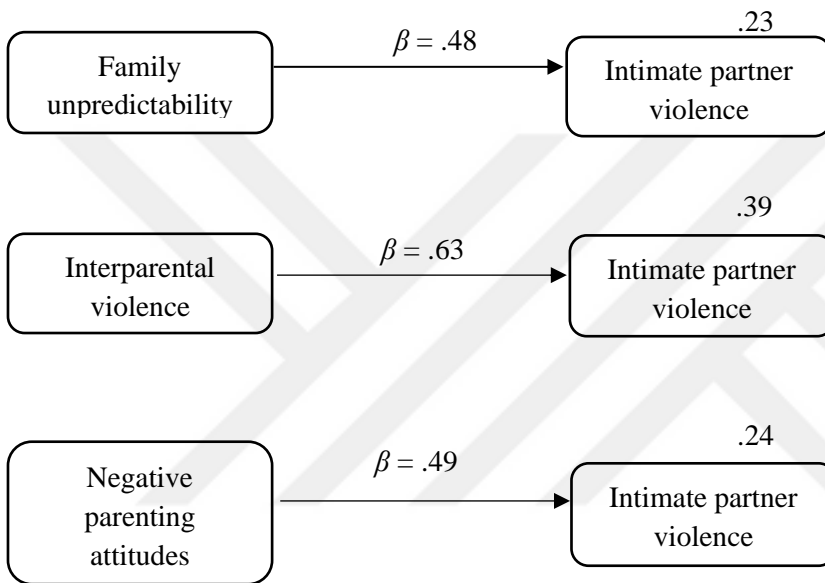 .23
β = .48
Family
unpredictability
Intimate partner
violence
.39
β = .63
Interparental
violence
Intimate partner
violence
.24
β = .49
Negative
parenting
attitudes
Intimate partner
violence